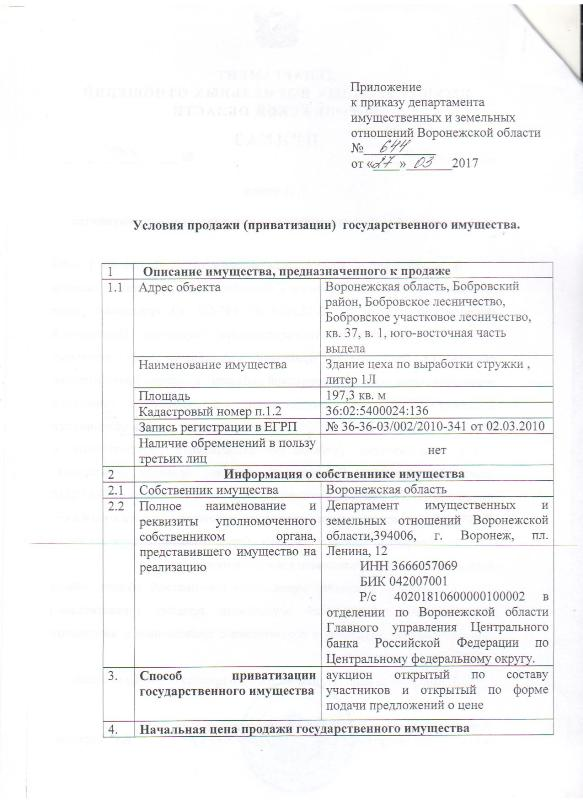 Приложение
к приказу департамента
имущественных и земельных
отношений Воронежской области
№ 644
от «27» 03 2017
Условия продажи (приватизации) государственного имущества.
1 Описание имущества, предназначенного к продаже
1.1 Адрес объекта Воронежская область, Бобровский
район, Бобровское лесничество,
Бобровское участковое лесничество,
кв. 37, в. 1, юго-восточная часть
выдела
Наименование имущества Здание цеха по выработки стружки ,
литер 1Л
Площадь 197,3 кв. м
Кадастровый номер п.1.2 36:02:5400024:136
Запись регистрации в ЕГРП № 36-36-03/002/2010-341 от 02.03.2010
Наличие обременений в пользу
третьих лиц нет
2 Информация о собственнике имущества
2.1 Собственник имущества Воронежская область
2.2 Полное наименование и Департамент имущественных и
реквизиты уполномоченного земельных отношений Воронежской
собственником органа, области,394006, г. Воронеж, пл.
представившего имущество на Ленина, 12
реализацию ИНН 3666057069
БИК 042007001
Р/с 40201810600000100002 в
отделении по Воронежской области
Главного управления Центрального
банка Российской Федерации по
Центральному федеральному округу.
3. Способ приватизации аукцион открытый по составу
государственного имущества участников и открытый по форме
подачи предложений о цене
4. Начальная цена продажи государственного имущества